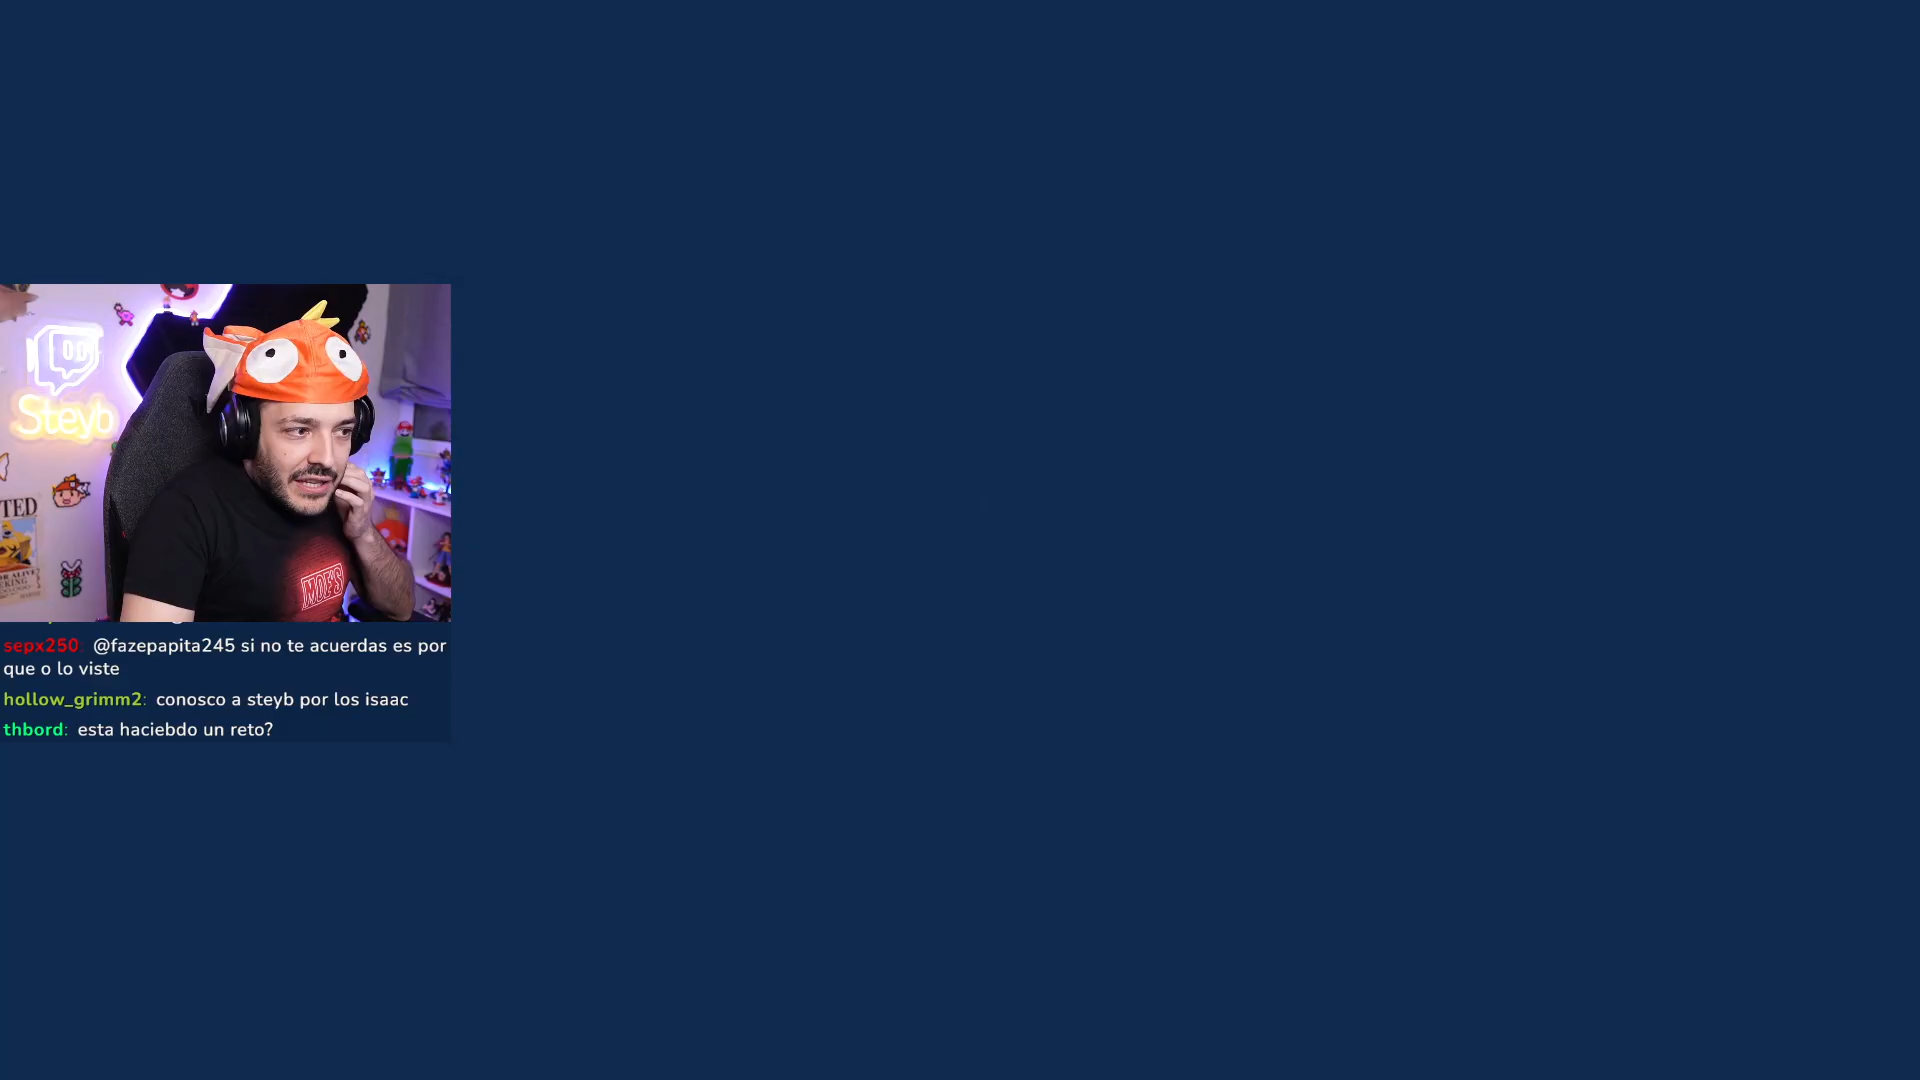 Steyb
TED
MOE'S
sepx250: @fazepapita245 si no te acuerdas es por
que o lo viste
hollow_grimm2: conosco a steyb por los isaac
thbord: esta haciebdo un reto?